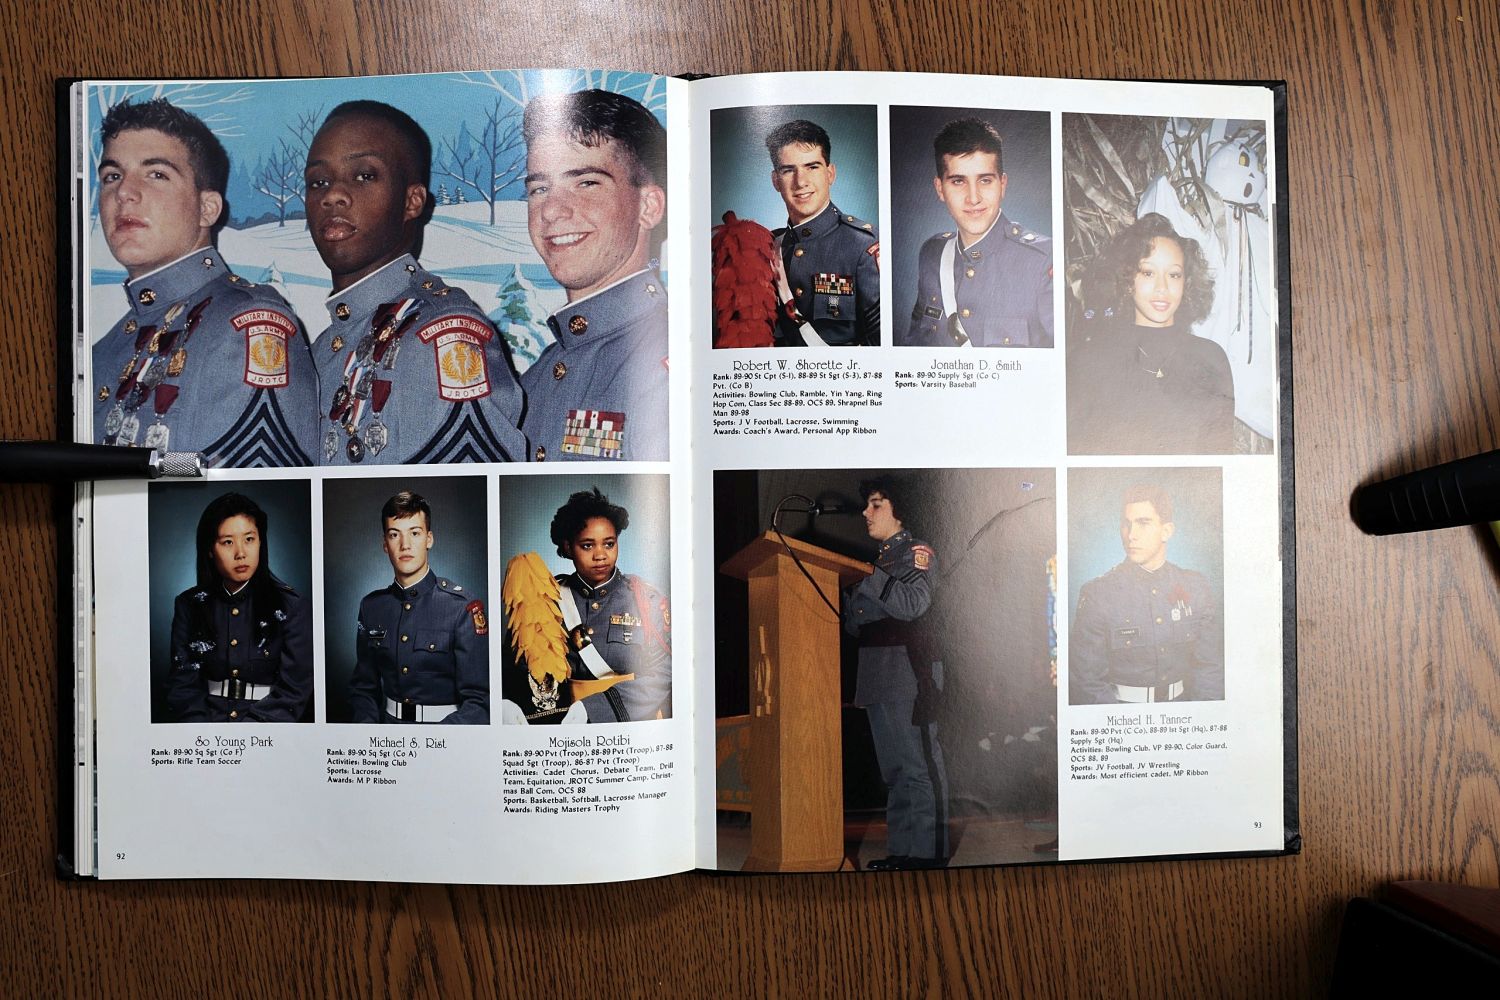 MILITARY INSTITUTE
U.S. ARMY
JROTC
MILITARY INSTITUTE
U.S. ARMY
JROTC
So Young Park
Rank: 89-90 Sq Sgt (Co F)
Sports: Rifle Team Soccer
Michael S. Rist
Rank: 89-90 Sq Sgt (Co A)
Activities: Bowling Club
Sports: Lacrosse
Awards: M P Ribbon
Mojisola Rotibi
Rank: 89-90 Pvt (Troop), 88-89 Pvt (Troop), 87-88
Squad Sgt (Troop), 86-87 Pvt (Troop)
Activities: Cadet Chorus, Debate Team, Drill
Team, Equitation, JROTC Summer Camp, Christ-
mas Ball Com, OCS 88
Sports: Basketball, Softball, Lacrosse Manager
Awards: Riding Masters Trophy
92
Robert W. Shorette Jr.
Rank: 89-90 St Cpt (S-1), 88-89 St Sgt (S-3), 87-88
Pvt. (Co B)
Activities: Bowling Club, Ramble, Yin Yang, Ring
Hop Com, Class Sec 88-89, OCS 89, Shrapnel Bus
Man 89-98
Sports: J V Football, Lacrosse, Swimming
Awards: Coach's Award, Personal App Ribbon
Jonathan D. Smith
Rank: 89-90 Supply Sgt (Co C)
Sports: Varsity Baseball
TANNER
Michael H. Tanner
Rank: 89-90 Pvt (C Co), 88-89 1st Sgt (Hq), 87-88
Supply Sgt (Hq)
Activities: Bowling Club, VP 89-90, Color Guard,
OCS 88, 89
Sports: JV Football, JV Wrestling
Awards: Most efficient cadet, MP Ribbon
93